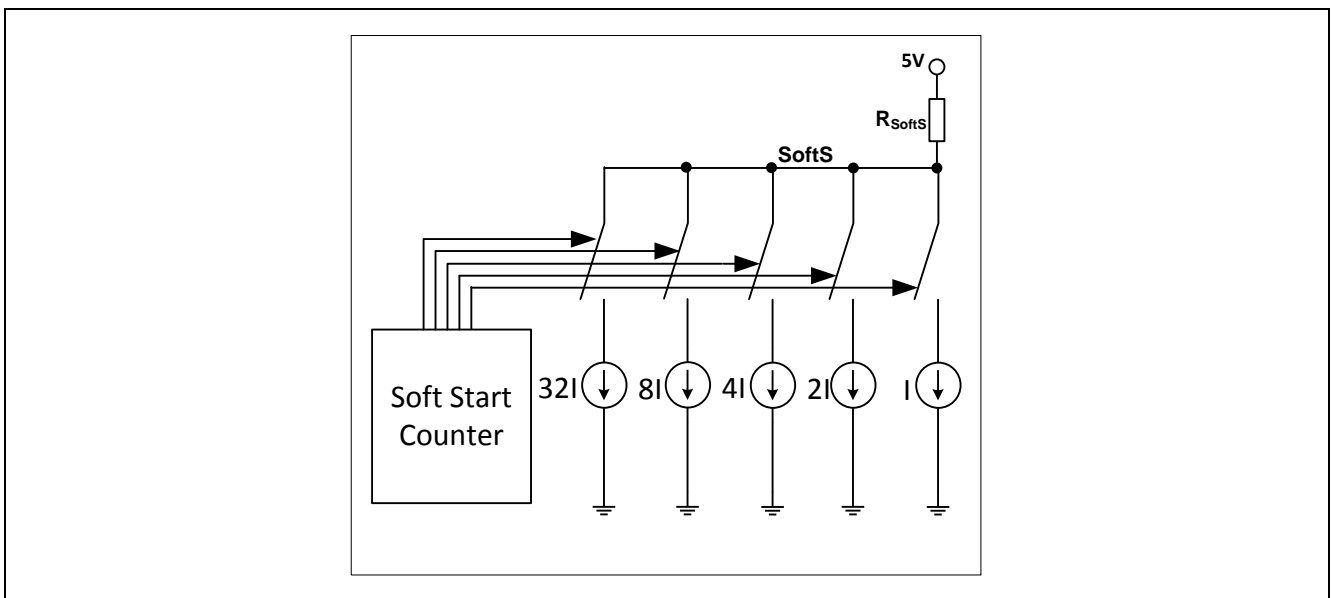 5V
RSoftS
SoftS
32I
8I
4I
2I
I
Soft Start
Counter